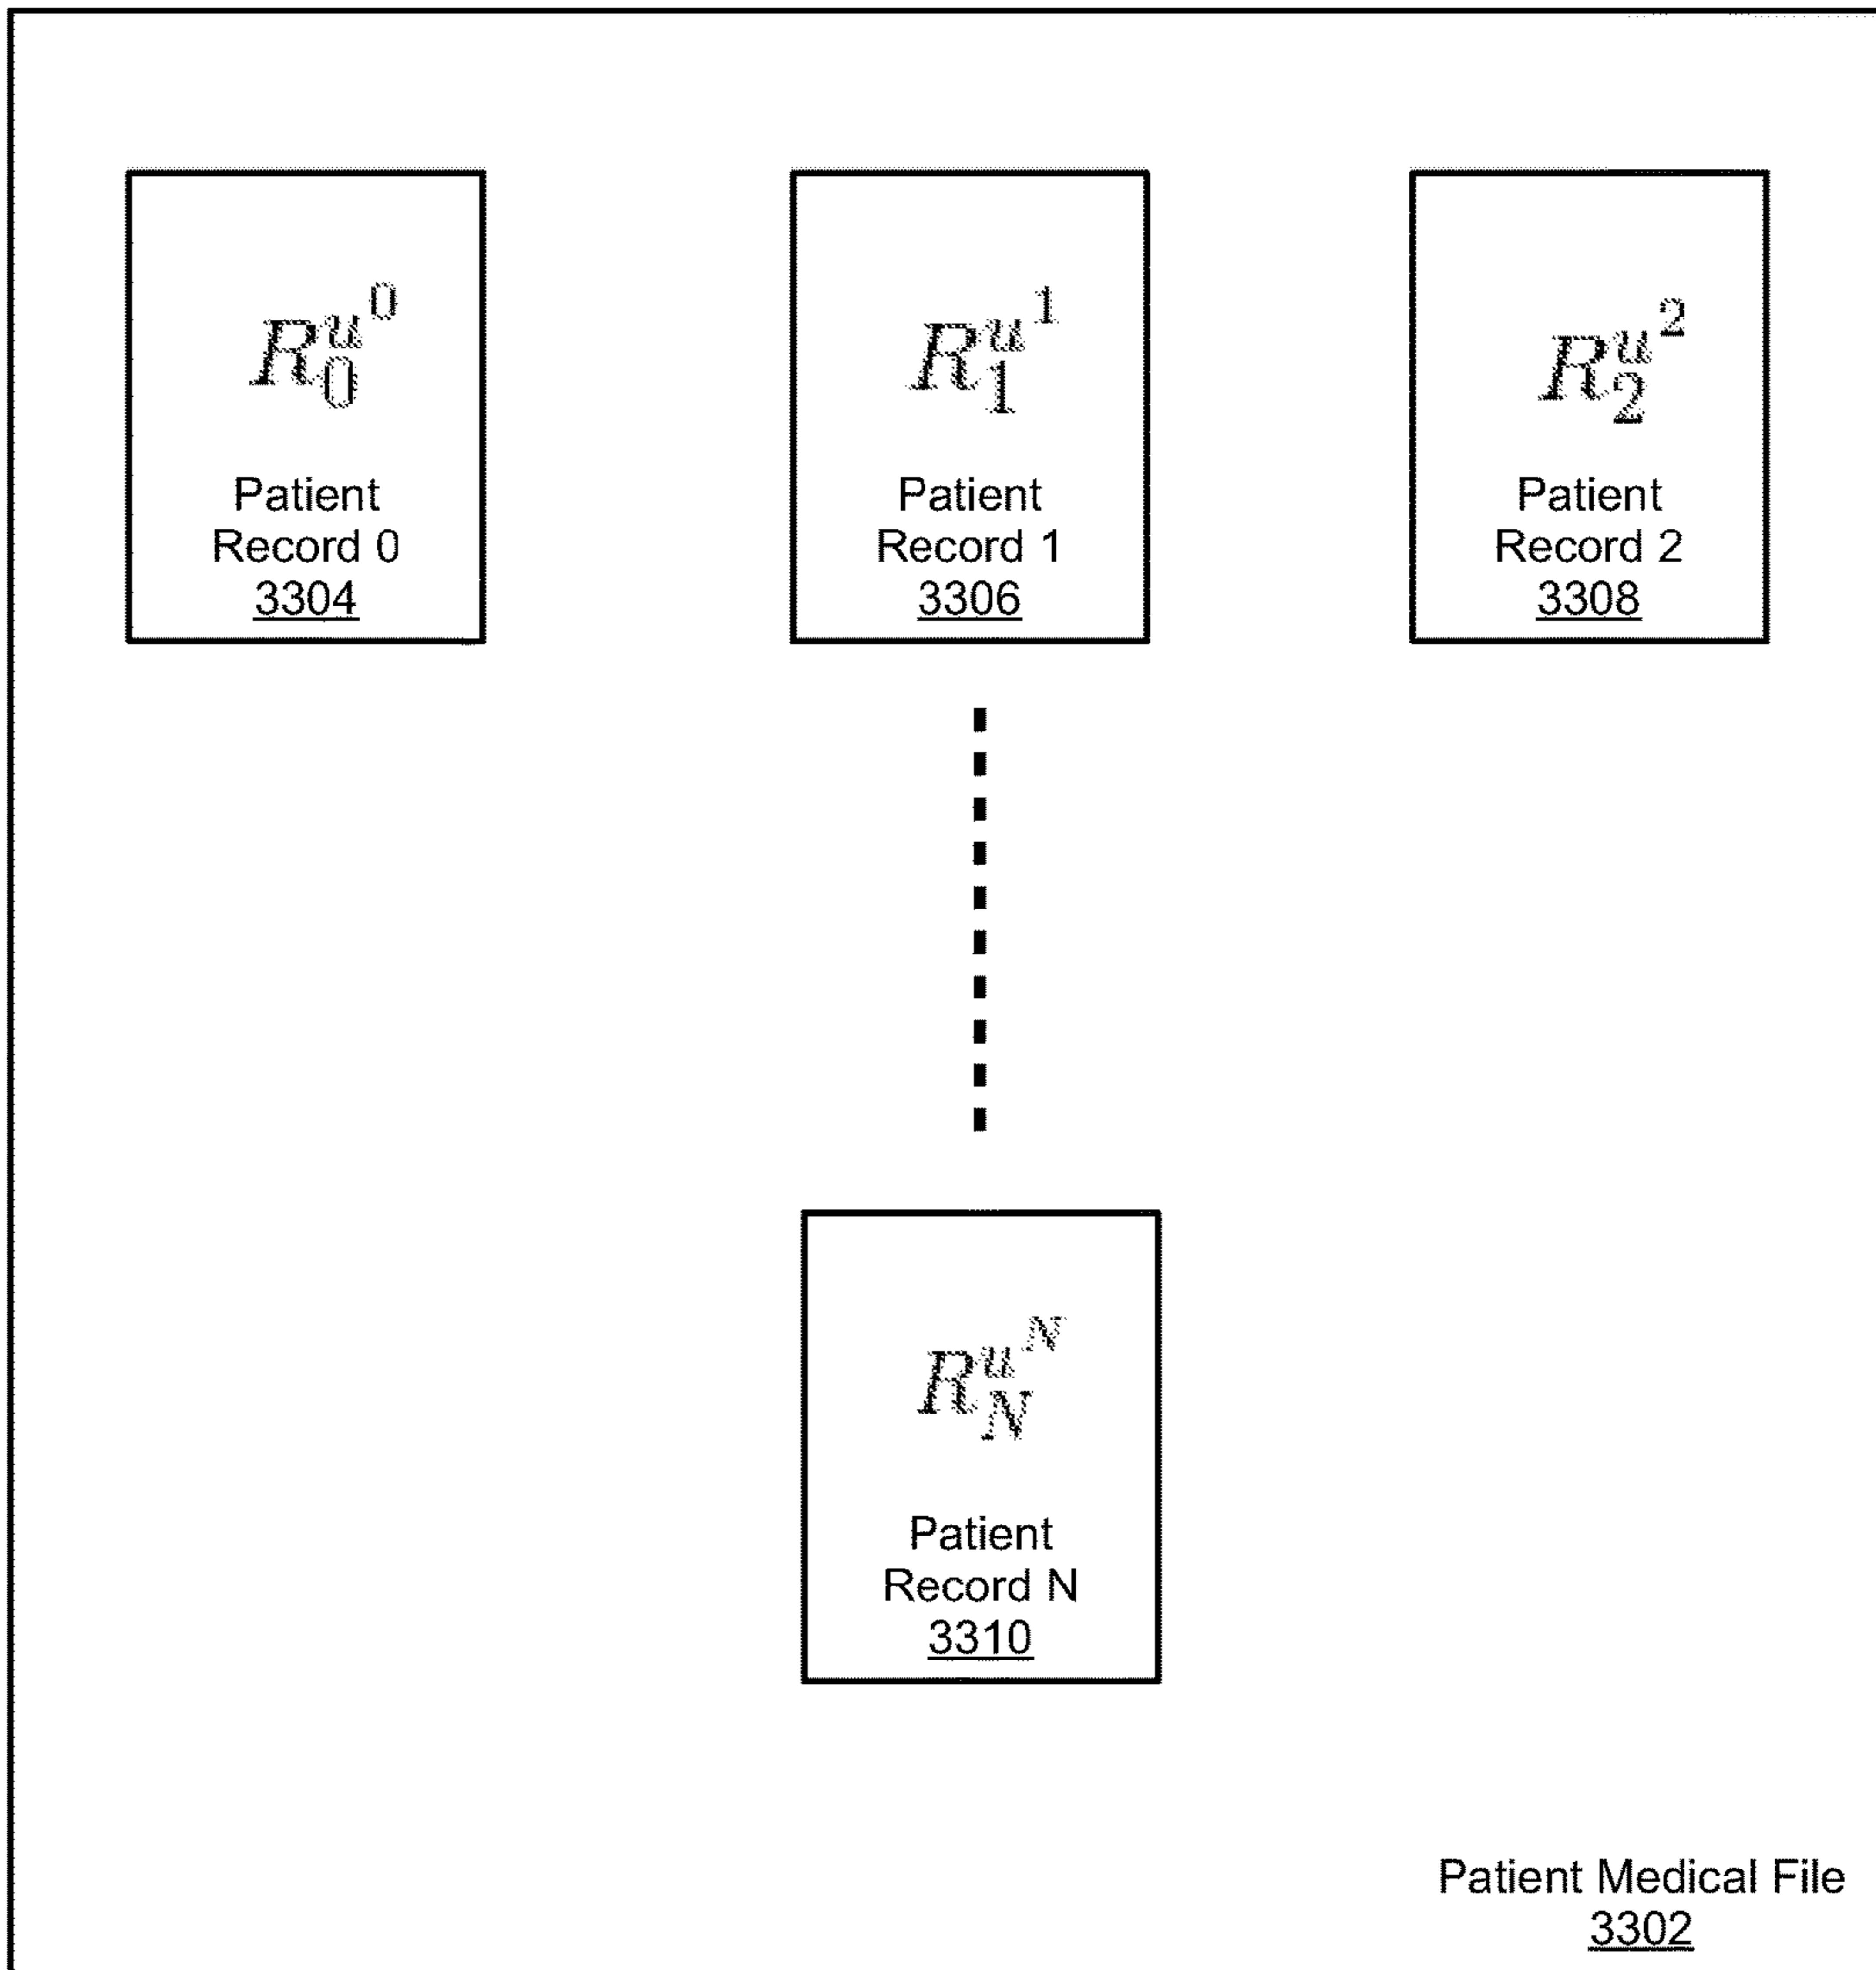 R_0^{u^0}
Patient
Record 0
3304
R_1^{u^1}
Patient
Record 1
3306
R_2^{u^2}
Patient
Record 2
3308
R_N^{u^N}
Patient
Record N
3310
Patient Medical File
3302